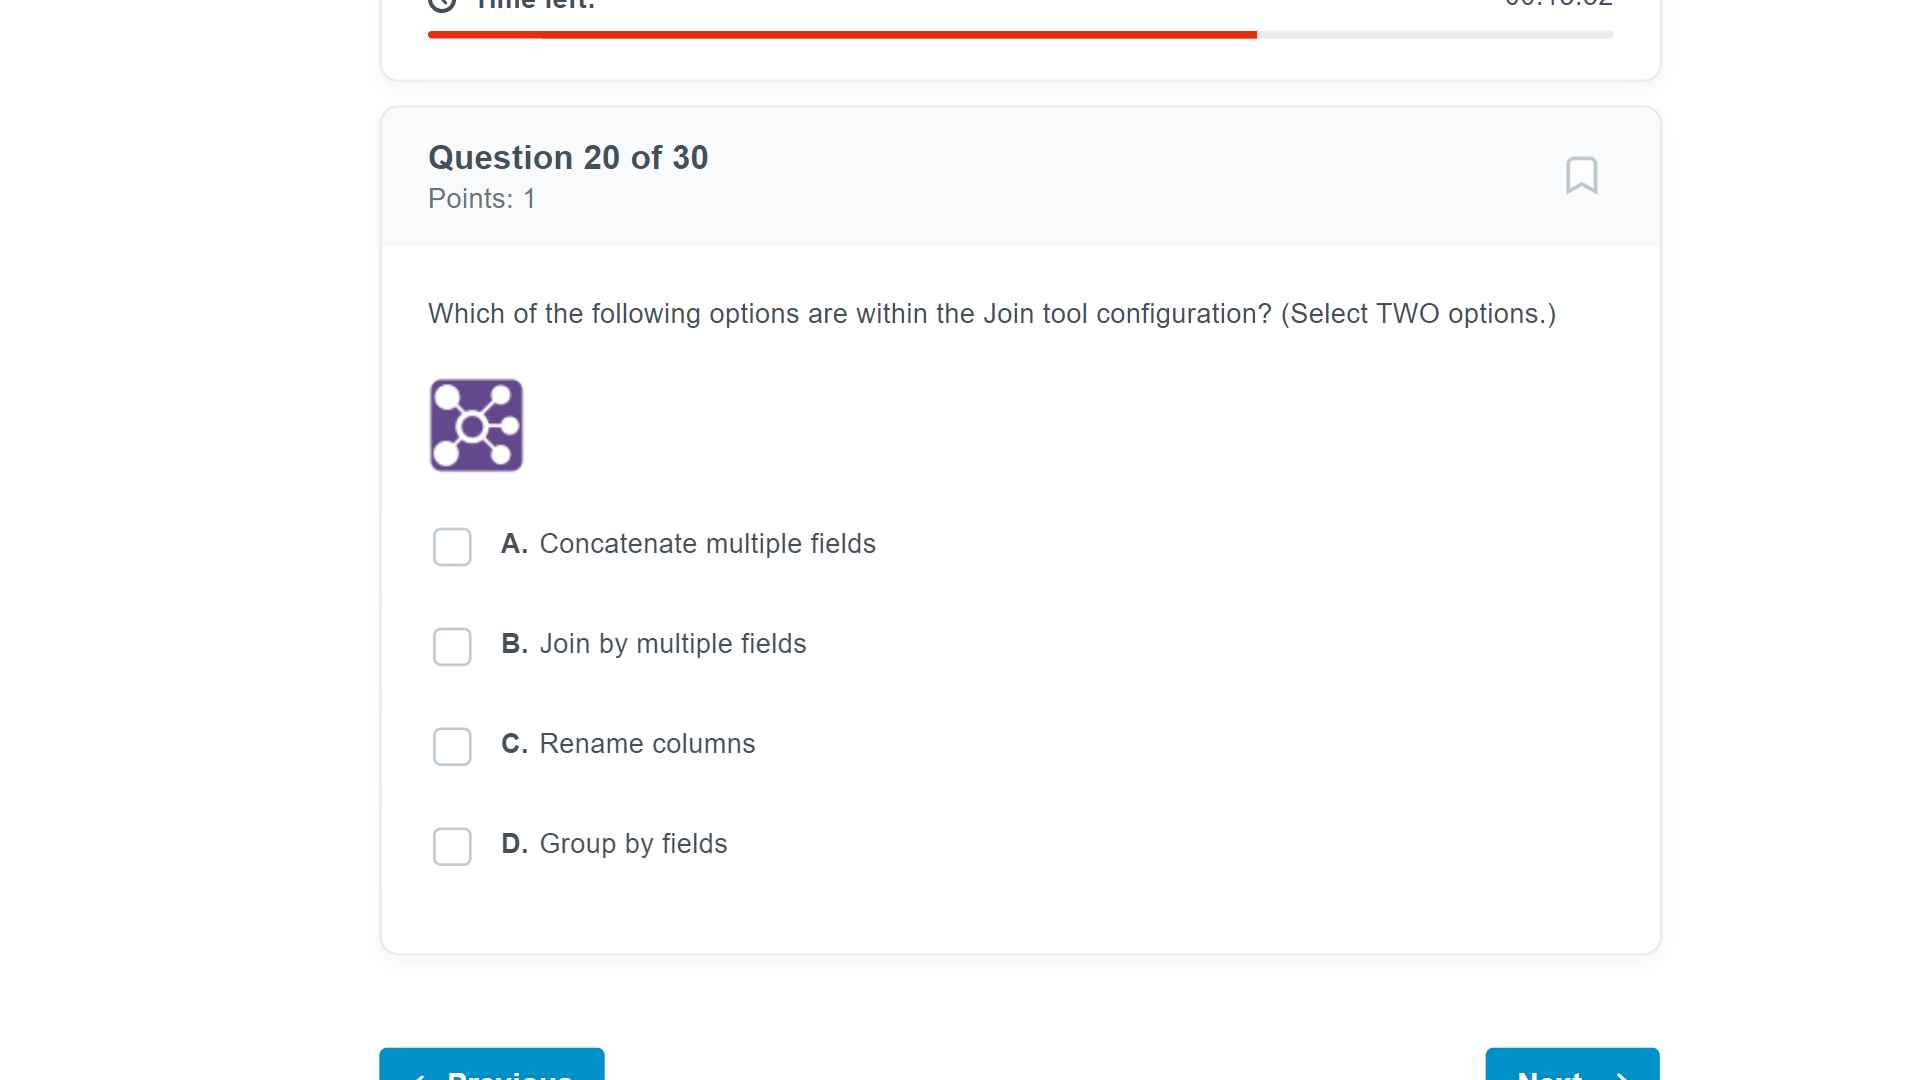 Time left:
Question 20 of 30
Points: 1
Which of the following options are within the Join tool configuration? (Select TWO options.)
A. Concatenate multiple fields
B. Join by multiple fields
C. Rename columns
D. Group by fields
Previous
Next